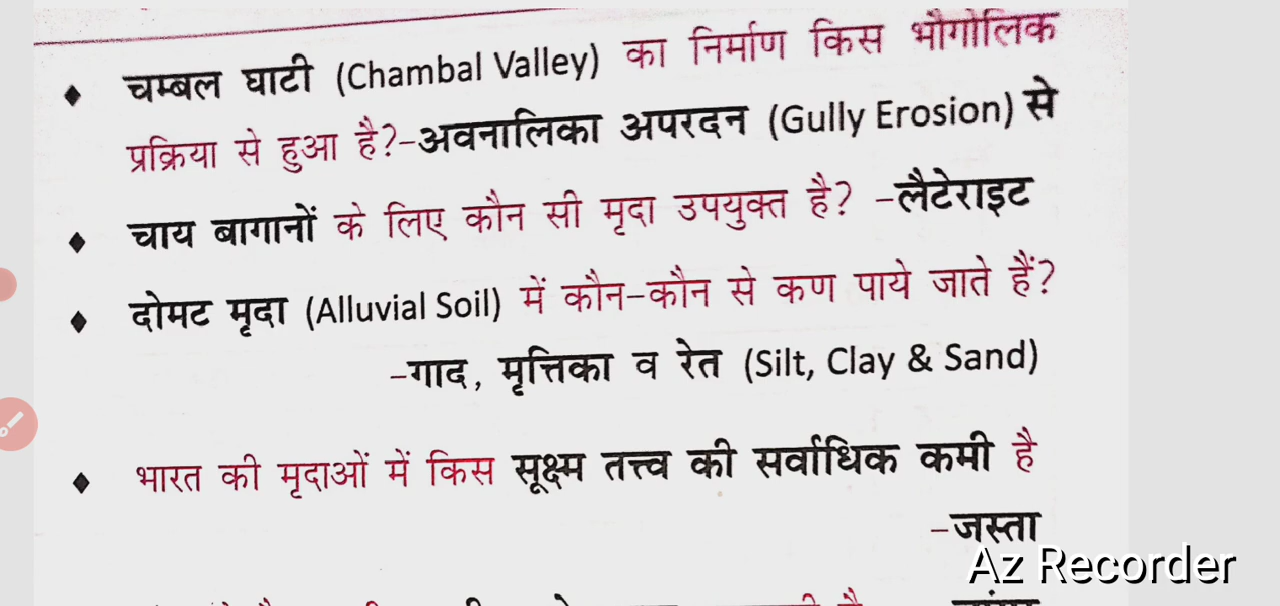 ♦ चम्बल घाटी (Chambal Valley) का निर्माण किस भौगोलिक
प्रक्रिया से हुआ है?-अवनालिका अपरदन (Gully Erosion) से
♦ चाय बागानों के लिए कौन सी मृदा उपयुक्त है? -लैटेराइट
♦ दोमट मृदा (Alluvial Soil) में कौन-कौन से कण पाये जाते हैं?
-गाद, मृत्तिका व रेत (Silt, Clay & Sand)
♦ भारत की मृदाओं में किस सूक्ष्म तत्त्व की सर्वाधिक कमी है
-जस्ता
Az Recorder